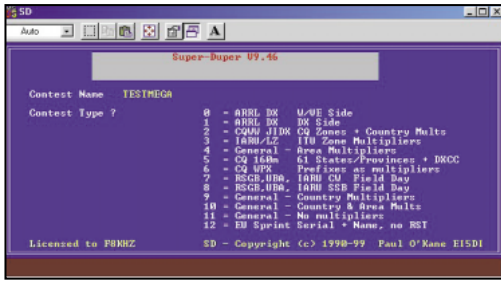 SD
Auto
A
Super-Duper V9.46
Contest Name TESTMEGA
Contest Type ?
0 - ARRL DX W/VE Side
1 - ARRL DX DX Side
2 - CQWW JIDX CQ Zones + Country Mults
3 - IARU/LZ ITU Zone Multipliers
4 - General - Area Multipliers
5 - CQ 160m 61 States/Provinces + DXCC
6 - CQ WPX Prefixes as multipliers
7 - RSGB,UBA, IARU CW Field Day
8 - RSGB,UBA, IARU SSB Field Day
9 - General - Country Multipliers
10 - General - Country & Area Mults
11 - General - No multipliers
12 - EU Sprint Serial + Name, no RST
Licensed to F8KHZ SD - Copyright (c) 1990-99 Paul O'Kane EI5DI